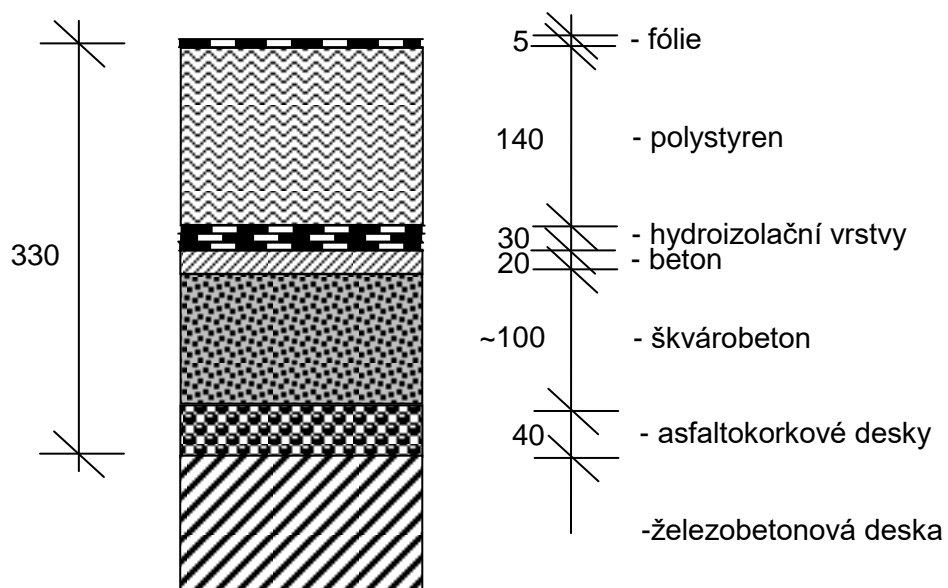 5 - fólie
140 - polystyren
30 - hydroizolační vrstvy
330
20 - beton
~100 - škvárobeton
40 - asfaltokorkové desky
-železobetonová deska